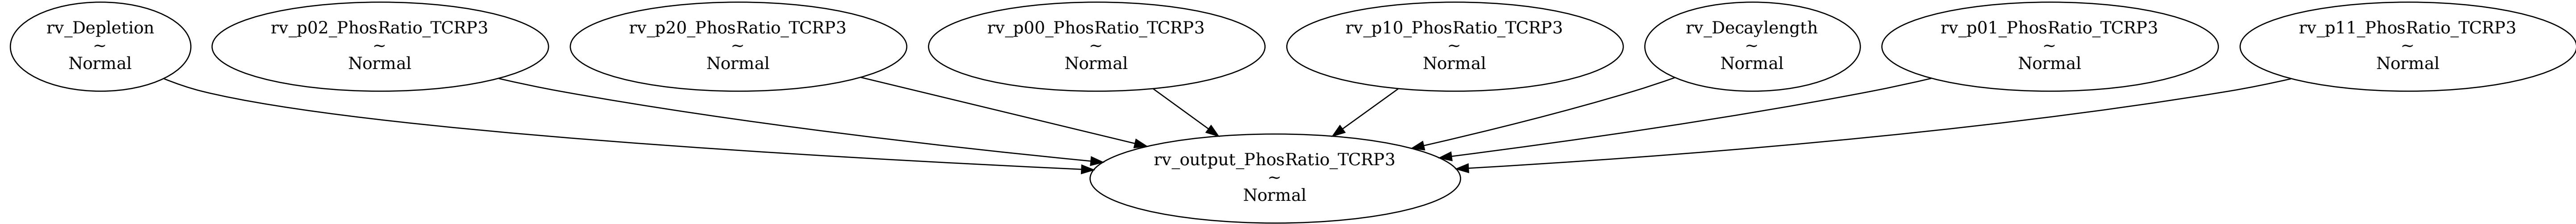 rv_Depletion
~
Normal
rv_p02_PhosRatio_TCRP3
~
Normal
rv_p20_PhosRatio_TCRP3
~
Normal
rv_p00_PhosRatio_TCRP3
~
Normal
rv_p10_PhosRatio_TCRP3
~
Normal
rv_Decaylength
~
Normal
rv_p01_PhosRatio_TCRP3
~
Normal
rv_p11_PhosRatio_TCRP3
~
Normal
rv_output_PhosRatio_TCRP3
~
Normal